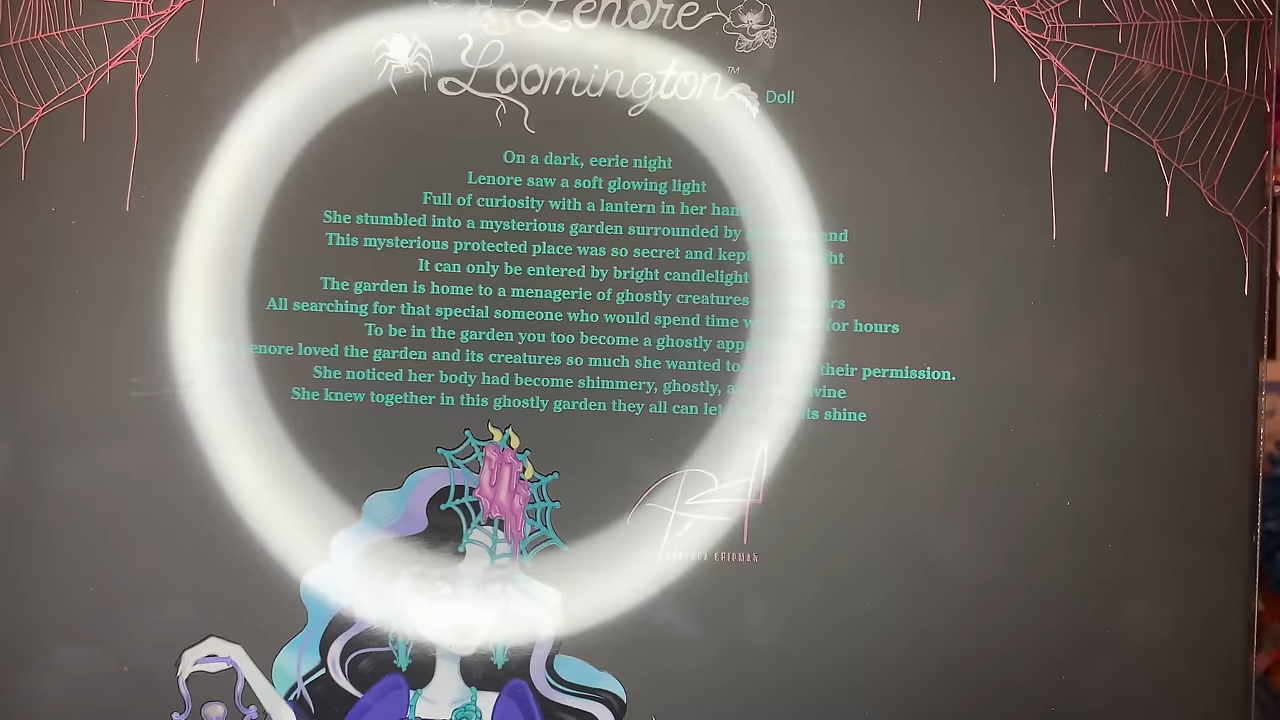 Lenore
Loomington™ Doll
On a dark, eerie night
Lenore saw a soft glowing light
Full of curiosity with a lantern in her hand
She stumbled into a mysterious garden surrounded by and
This mysterious protected place was so secret and kept
It can only be entered by bright candlelight
The garden is home to a menagerie of ghostly creatures
All searching for that special someone who would spend time for hours
To be in the garden you too become a ghostly
Lenore loved the garden and its creatures so much she wanted to their permission.
She noticed her body had become shimmery, ghostly,
She knew together in this ghostly garden they all can let shine
CHIPMAN